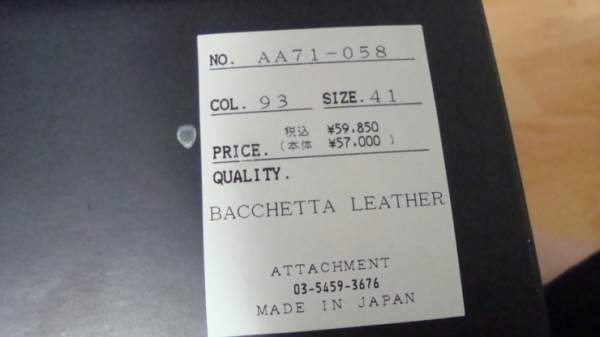 NO. AA71-058
COL. 93 SIZE. 41
税込 ¥59.850
PRICE. (本体 ¥57.000)
QUALITY.
BACCHETTA LEATHER
ATTACHMENT
03-5459-3676
MADE IN JAPAN